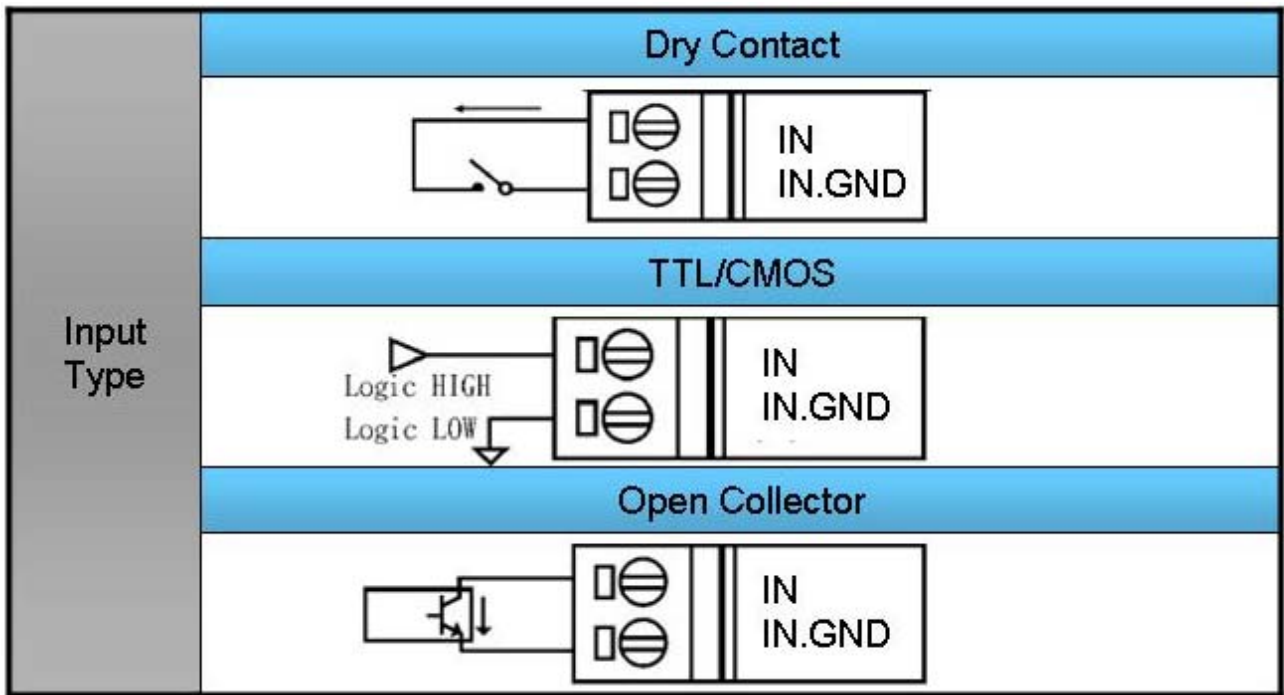 Input
Type
Dry Contact
IN
IN.GND
TTL/CMOS
Logic HIGH
Logic LOW
IN
IN.GND
Open Collector
IN
IN.GND